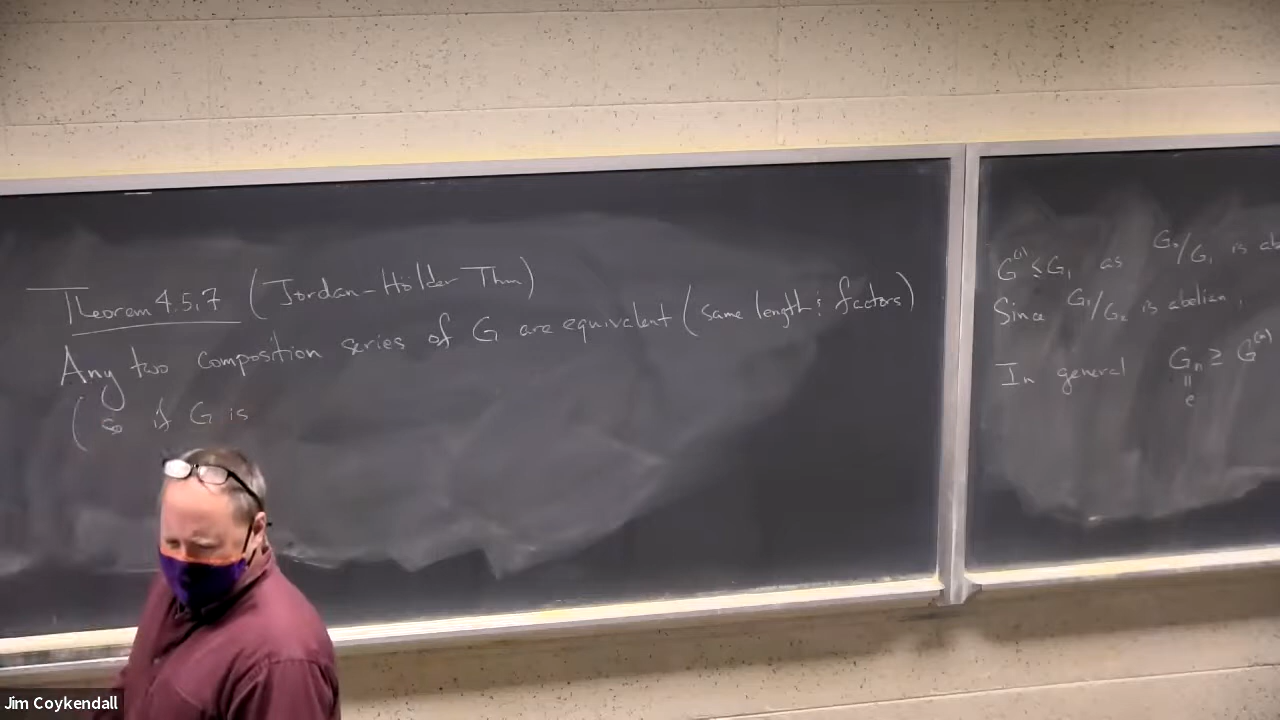 Theorem 4.5.7 (Jordan-Hölder Thm)
Any two composition series of G are equivalent (same length & factors)
(so if G is
G⁽¹⁾ ≤ G₁ as G₀/G₁ is ab
Since G₁/G₂ is abelian,
In general Gₙ ≥ G⁽ⁿ⁾
||
e
Jim Coykendall